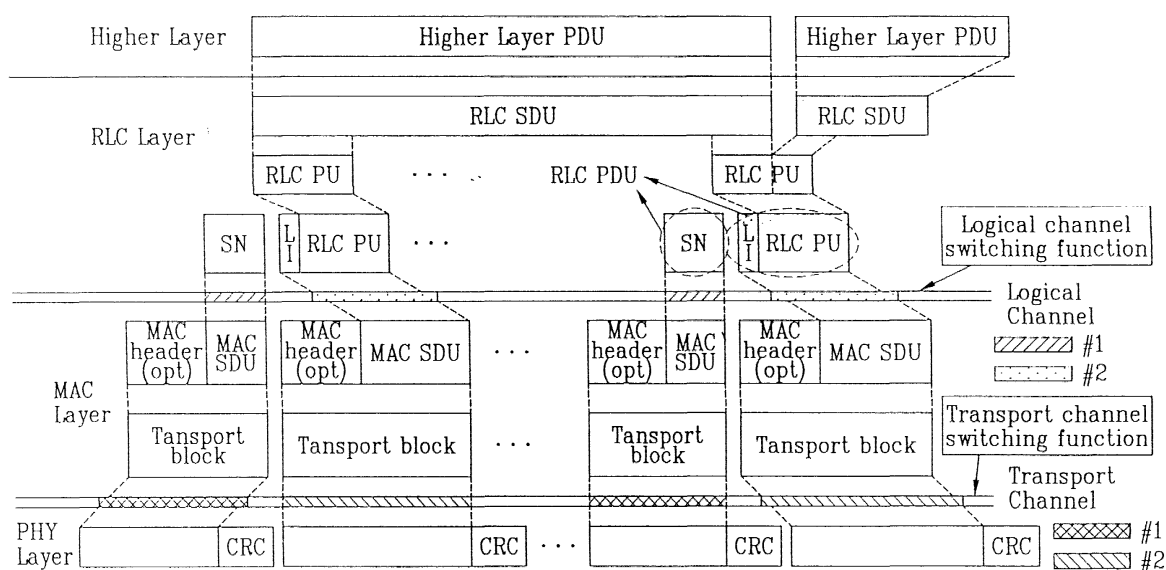 Higher Layer
Higher Layer PDU
Higher Layer PDU
RLC Layer
RLC SDU
RLC SDU
RLC PU
· · ·
RLC PDU
RLC PU
SN
LI
RLC PU
· · ·
SN
LI
RLC PU
Logical channel
switching function
Logical
Channel
#1
#2
MAC
header
(opt)
MAC
SDU
MAC
header
(opt)
MAC SDU
· · ·
MAC
header
(opt)
MAC
SDU
MAC
header
(opt)
MAC SDU
MAC
Layer
Tansport
block
Tansport block
· · ·
Tansport
block
Tansport block
Transport channel
switching function
Transport
Channel
#1
#2
PHY
Layer
CRC
CRC
· · ·
CRC
CRC